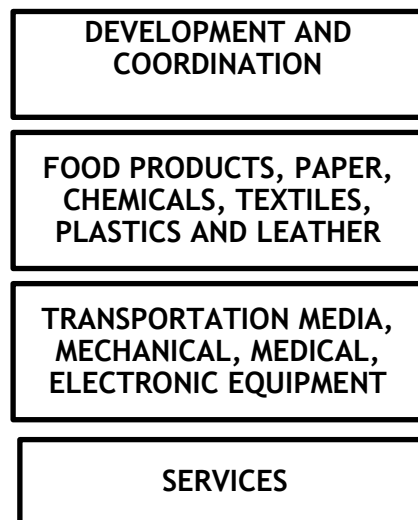 DEVELOPMENT AND
COORDINATION
FOOD PRODUCTS, PAPER,
CHEMICALS, TEXTILES,
PLASTICS AND LEATHER
TRANSPORTATION MEDIA,
MECHANICAL, MEDICAL,
ELECTRONIC EQUIPMENT
SERVICES